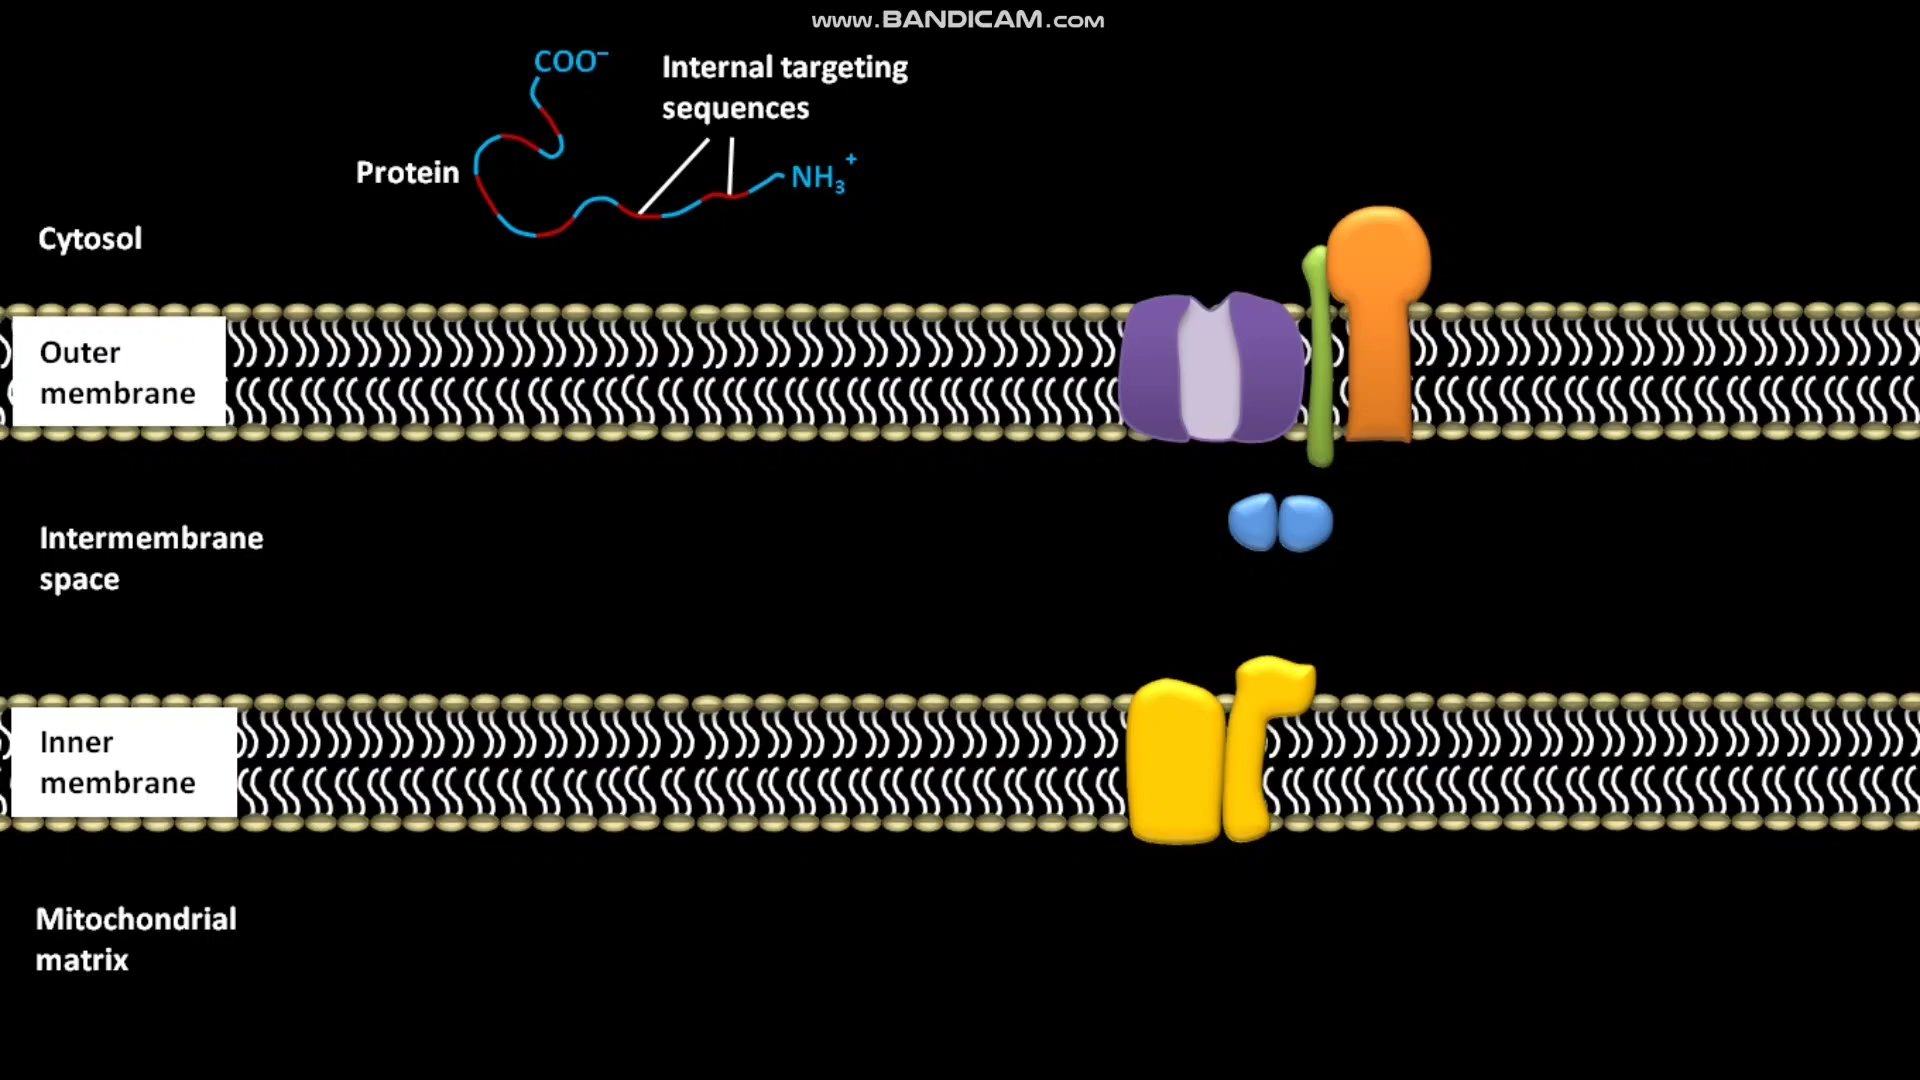 www.BANDICAM.com
COO⁻
Internal targeting
sequences
Protein
NH₃⁺
Cytosol
Outer
membrane
Intermembrane
space
Inner
membrane
Mitochondrial
matrix